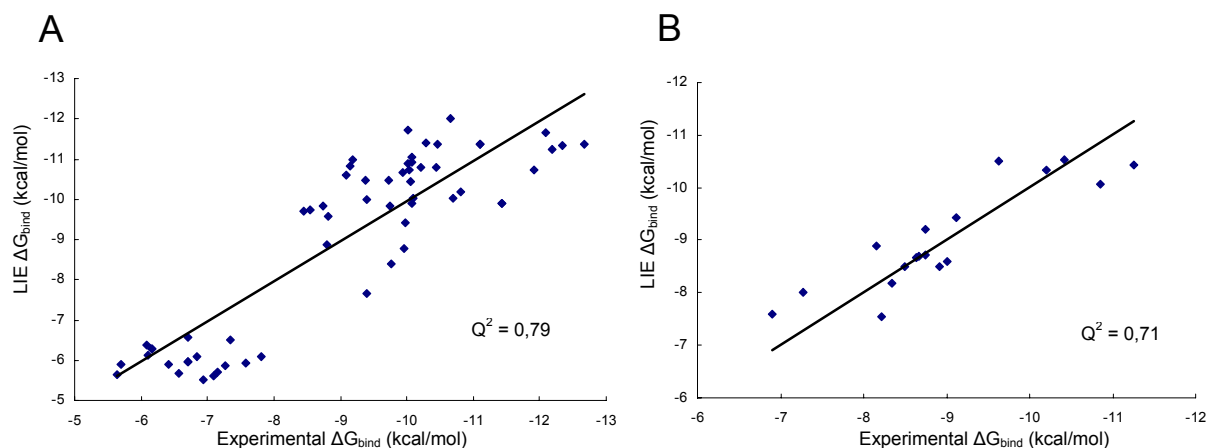 A
LIE ΔGbind (kcal/mol)
-13
-12
-11
-10
-9
-8
-7
-6
-5
Q² = 0,79
-5 -6 -7 -8 -9 -10 -11 -12 -13
Experimental ΔGbind (kcal/mol)
B
LIE ΔGbind (kcal/mol)
-12
-11
-10
-9
-8
-7
-6
Q² = 0,71
-6 -7 -8 -9 -10 -11 -12
Experimental ΔGbind (kcal/mol)